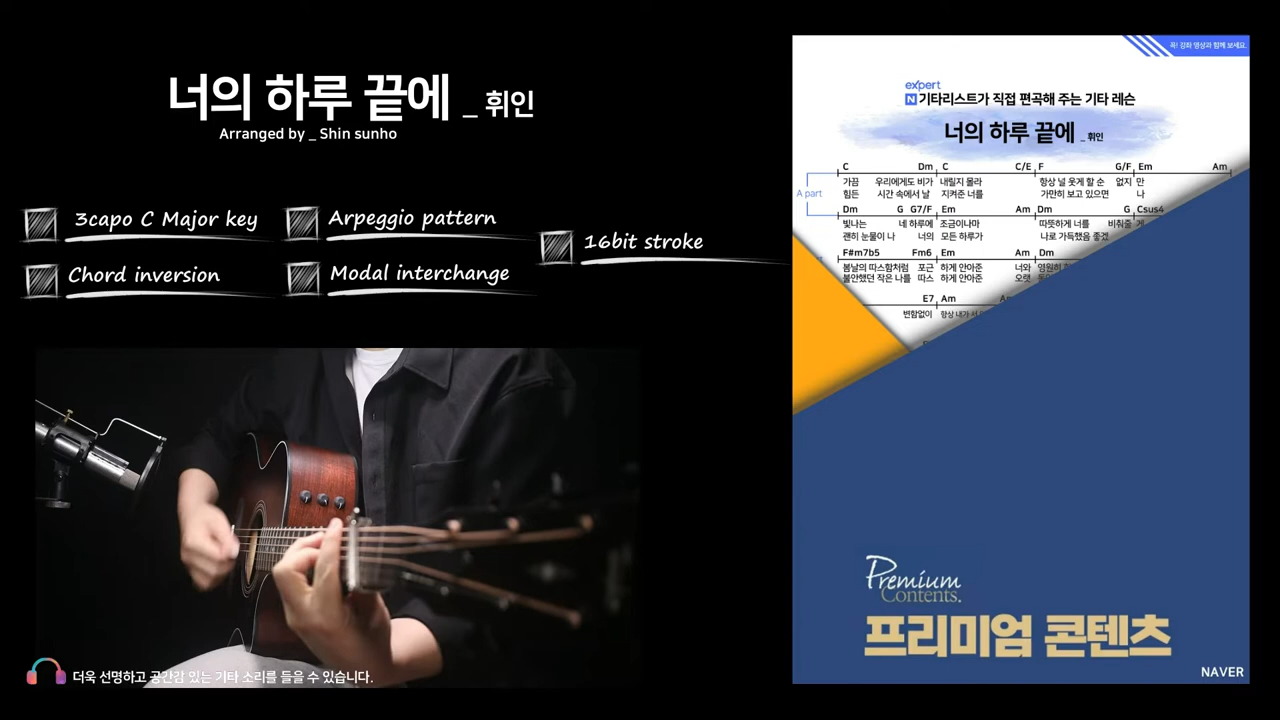 너의 하루 끝에 _ 휘인
Arranged by _ Shin sunho
3capo C Major key
Arpeggio pattern
16bit stroke
Chord inversion
Modal interchange
더욱 선명하고 공간감 있는 기타 소리를 들을 수 있습니다.
꼭! 강좌 영상과 함께 보세요.
expert
N 기타리스트가 직접 편곡해 주는 기타 레슨
너의 하루 끝에 _ 휘인
C Dm C C/E F G/F Em Am
A part
가끔 우리에게도 비가 내릴지 몰라 항상 널 웃게 할 순 없지 만
힘든 시간 속에서 날 지켜준 너를 가만히 보고 있으면 나
Dm G G7/F Em Am Dm G Csus4
빛나는 네 하루에 조금이나마 따뜻하게 너를 비춰줄 게
괜히 눈물이 나 너의 모든 하루가 나로 가득했음 좋겠
F#m7b5 Fm6 Em Am Dm
봄날의 따스함처럼 포근 하게 안아준 너와 영원히
불안했던 작은 나를 따스 하게 안아준 오랫
E7 Am
변함없이 항상 내가
Premium
Contents.
프리미엄 콘텐츠
NAVER